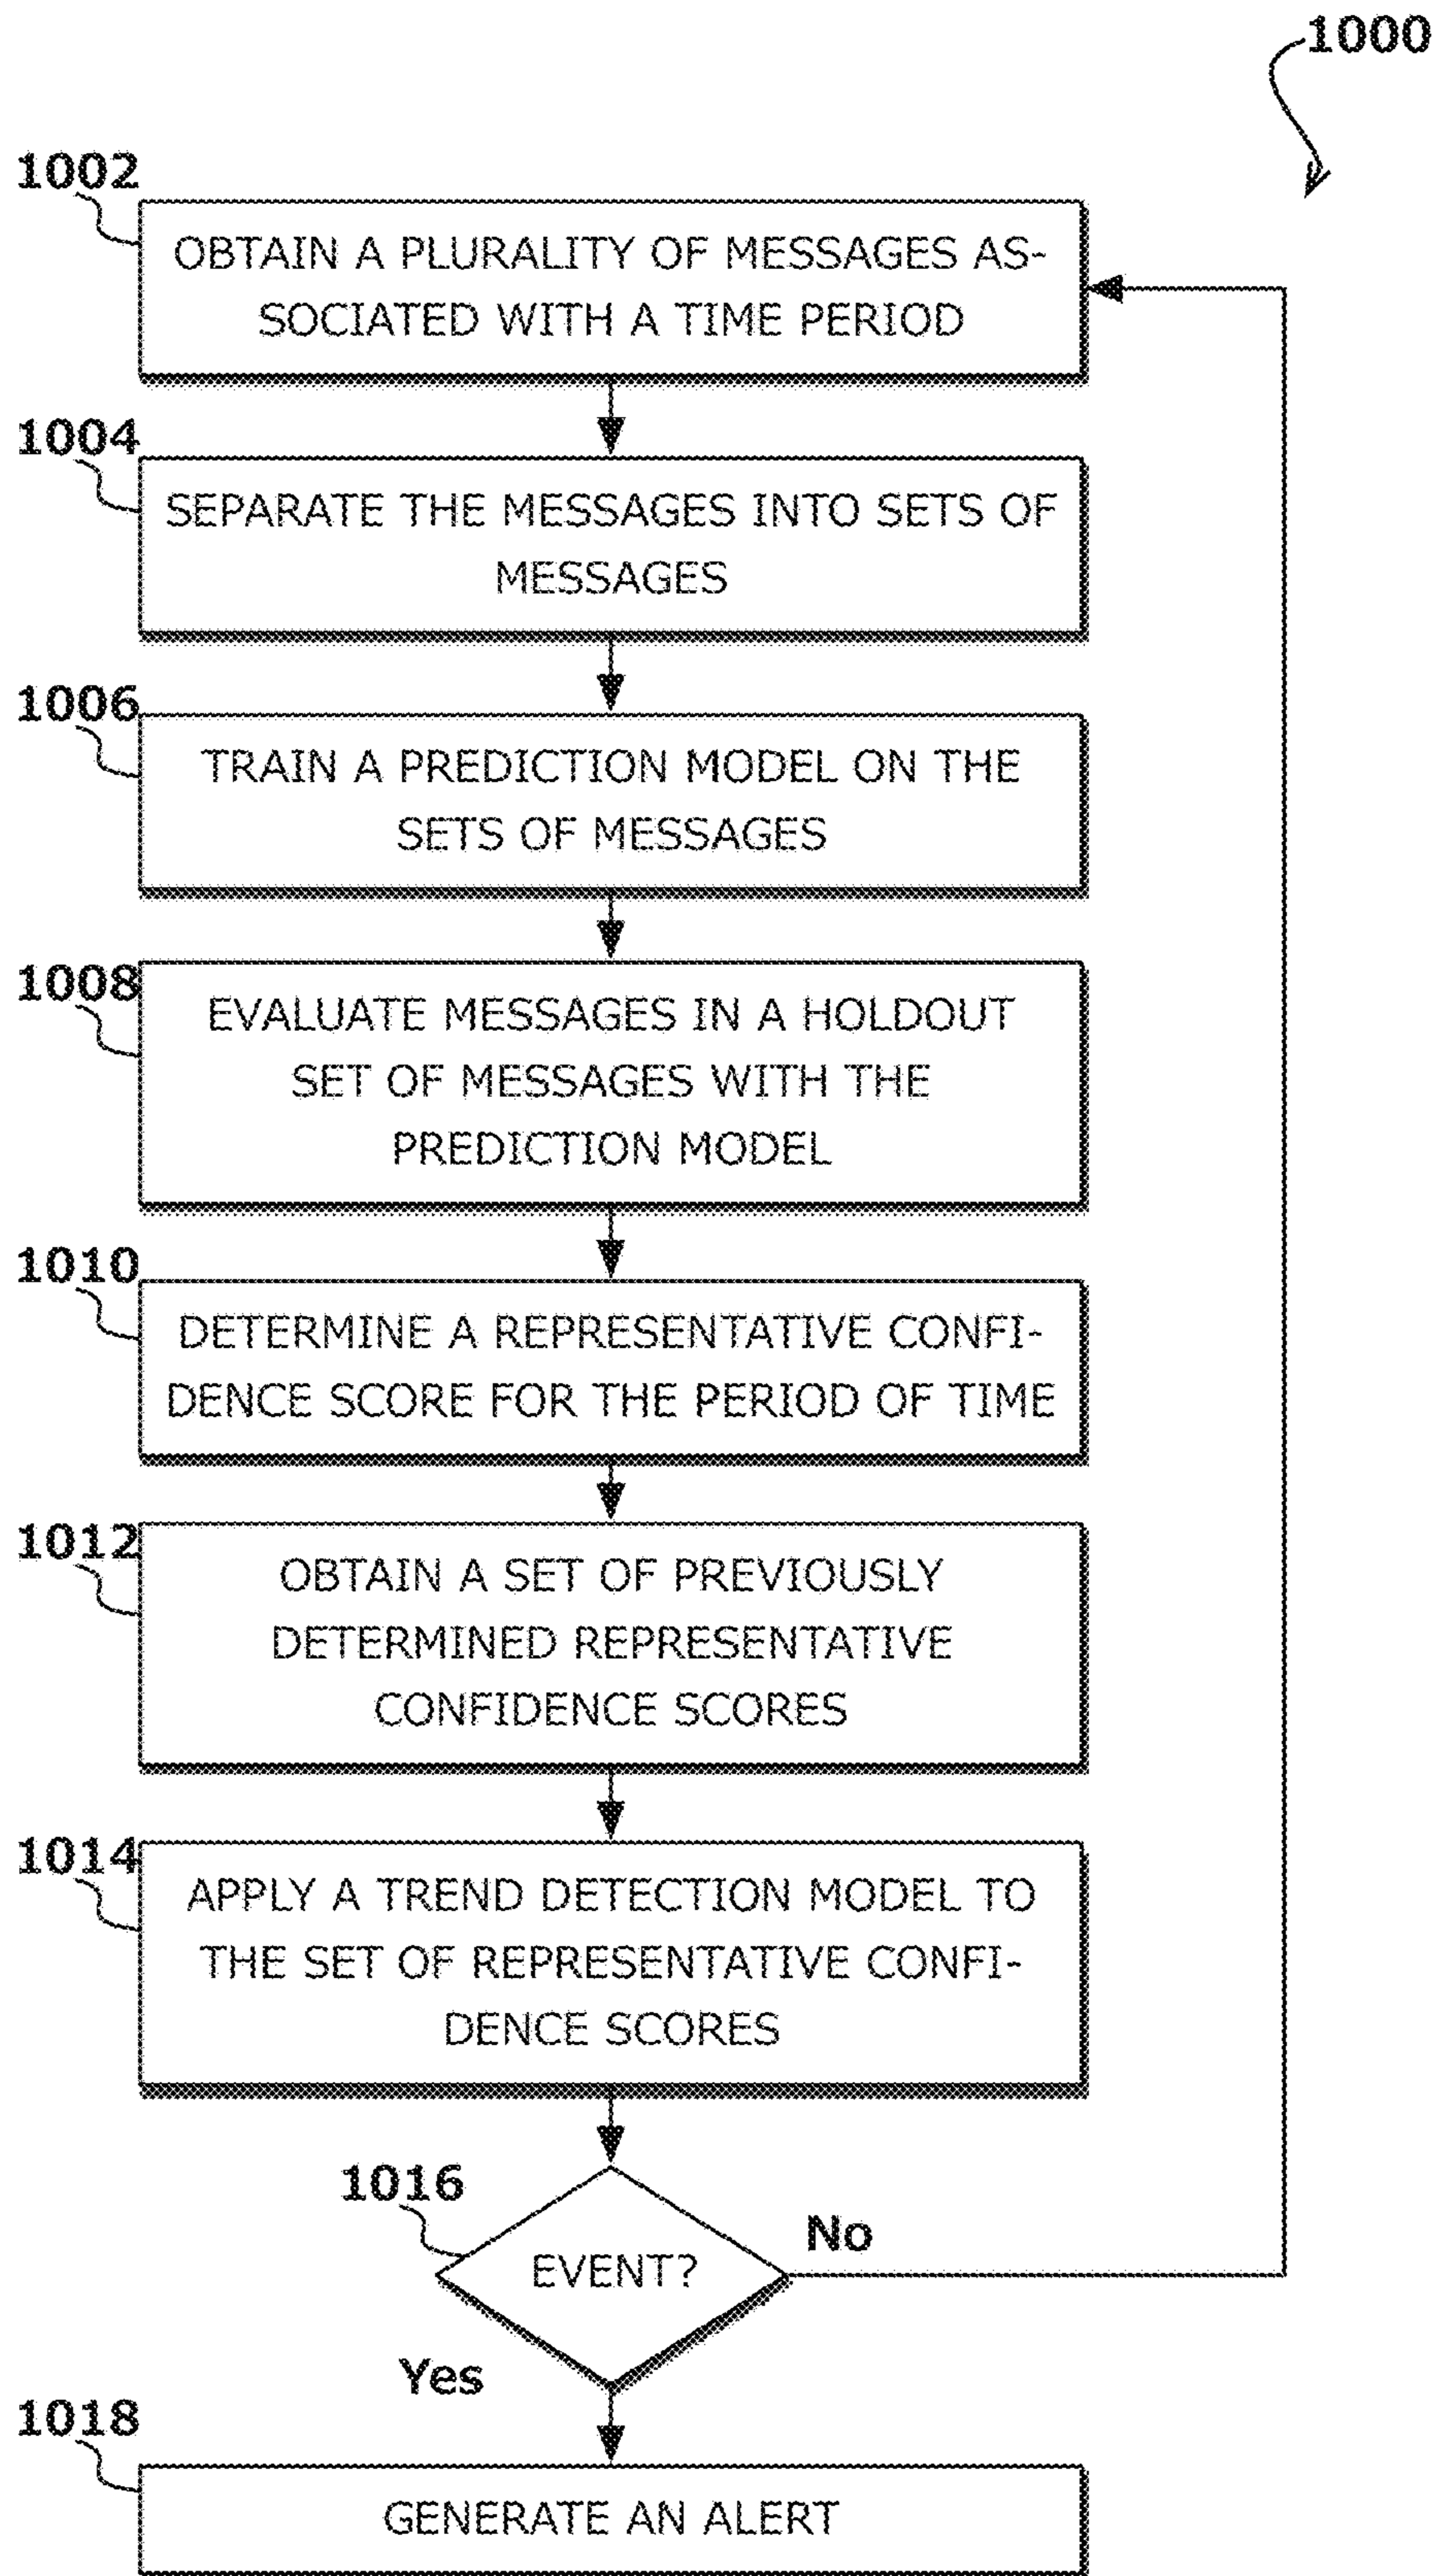 1000
1002
OBTAIN A PLURALITY OF MESSAGES AS-
SOCIATED WITH A TIME PERIOD
1004
SEPARATE THE MESSAGES INTO SETS OF
MESSAGES
1006
TRAIN A PREDICTION MODEL ON THE
SETS OF MESSAGES
1008
EVALUATE MESSAGES IN A HOLDOUT
SET OF MESSAGES WITH THE
PREDICTION MODEL
1010
DETERMINE A REPRESENTATIVE CONFI-
DENCE SCORE FOR THE PERIOD OF TIME
1012
OBTAIN A SET OF PREVIOUSLY
DETERMINED REPRESENTATIVE
CONFIDENCE SCORES
1014
APPLY A TREND DETECTION MODEL TO
THE SET OF REPRESENTATIVE CONFI-
DENCE SCORES
1016
EVENT?
No
Yes
1018
GENERATE AN ALERT